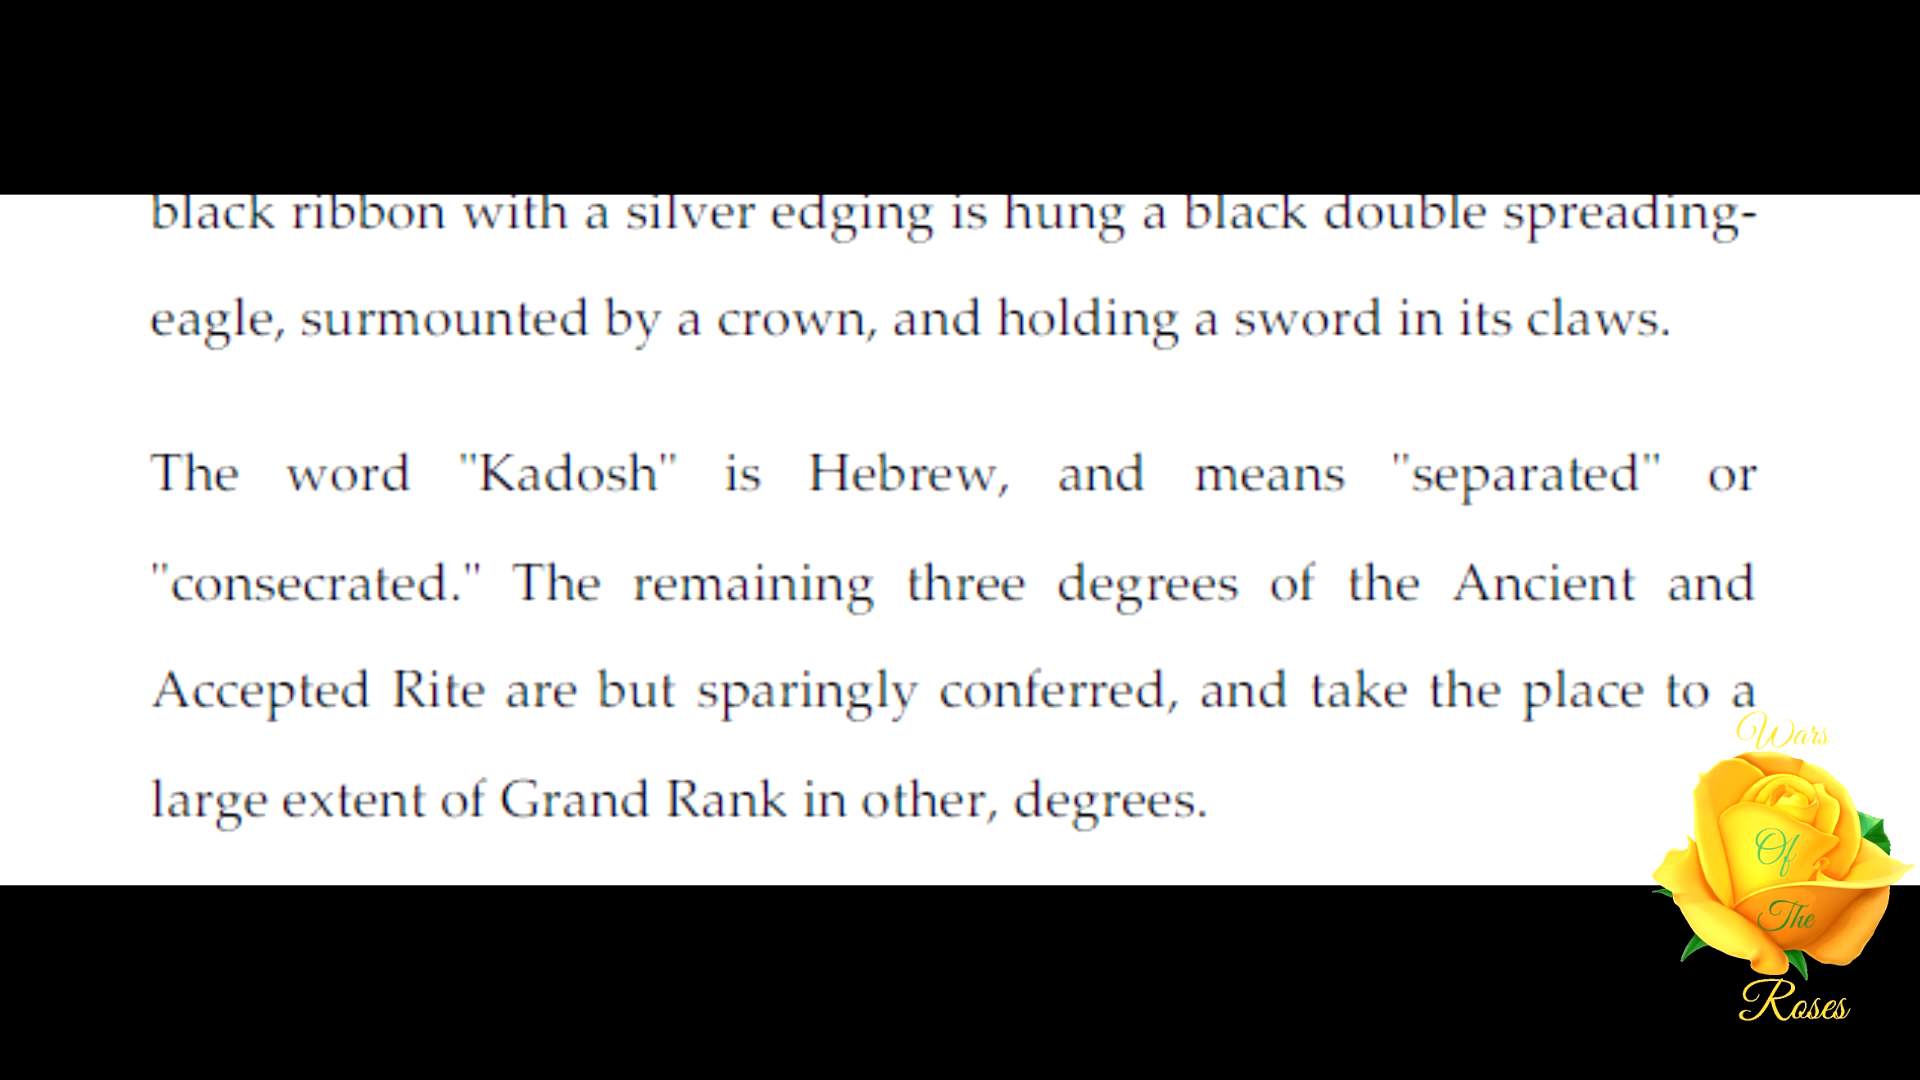 black ribbon with a silver edging is hung a black double spreading-
eagle, surmounted by a crown, and holding a sword in its claws.
The word "Kadosh" is Hebrew, and means "separated" or
"consecrated." The remaining three degrees of the Ancient and
Accepted Rite are but sparingly conferred, and take the place to a
large extent of Grand Rank in other, degrees.
Wars
Of
The
Roses